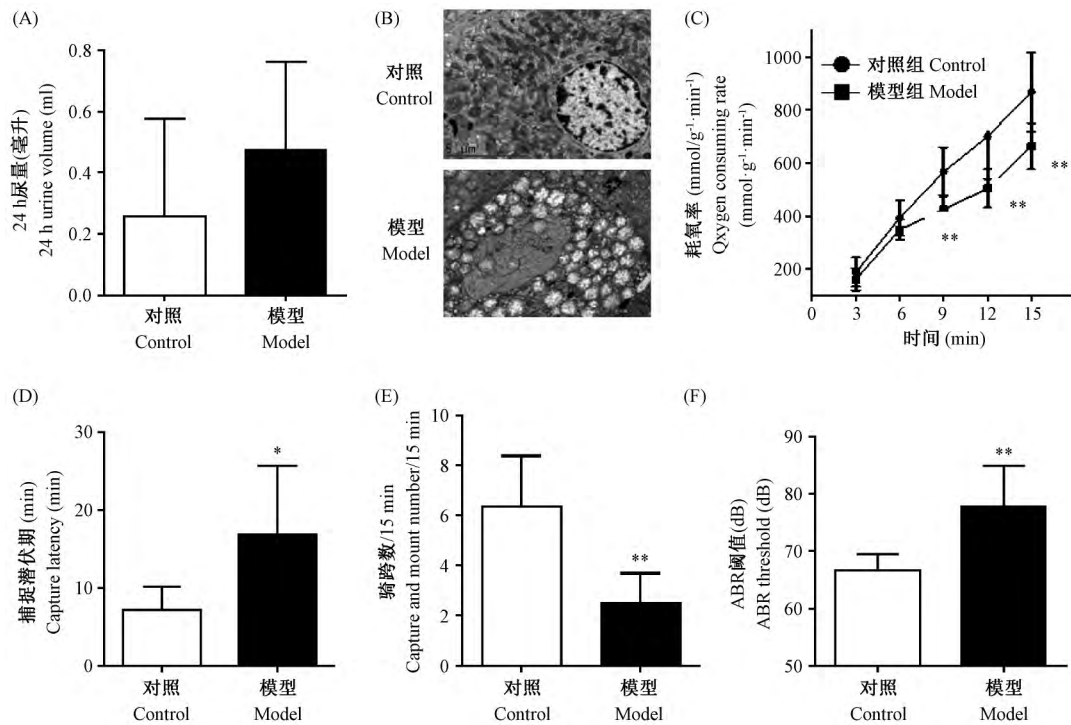 (A)
24 h尿量(毫升)
24 h urine volume (ml)
0.8
0.6
0.4
0.2
0.0
对照
Control
模型
Model
(B)
对照
Control
模型
Model
(C)
耗氧率 (mmol/g⁻¹·min⁻¹)
Qxygen consuming rate
(mmol·g⁻¹·min⁻¹)
1000
800
600
400
200
对照组 Control
模型组 Model
**
**
**
0
3
6
9
12
15
时间 (min)
(D)
捕捉潜伏期 (min)
Capture latency (min)
30
20
10
0
*
对照
Control
模型
Model
(E)
骑跨数/15 min
Capture and mount number/15 min
10
8
6
4
2
0
**
对照
Control
模型
Model
(F)
ABR阈值(dB)
ABR threshold (dB)
90
80
70
60
50
**
对照
Control
模型
Model